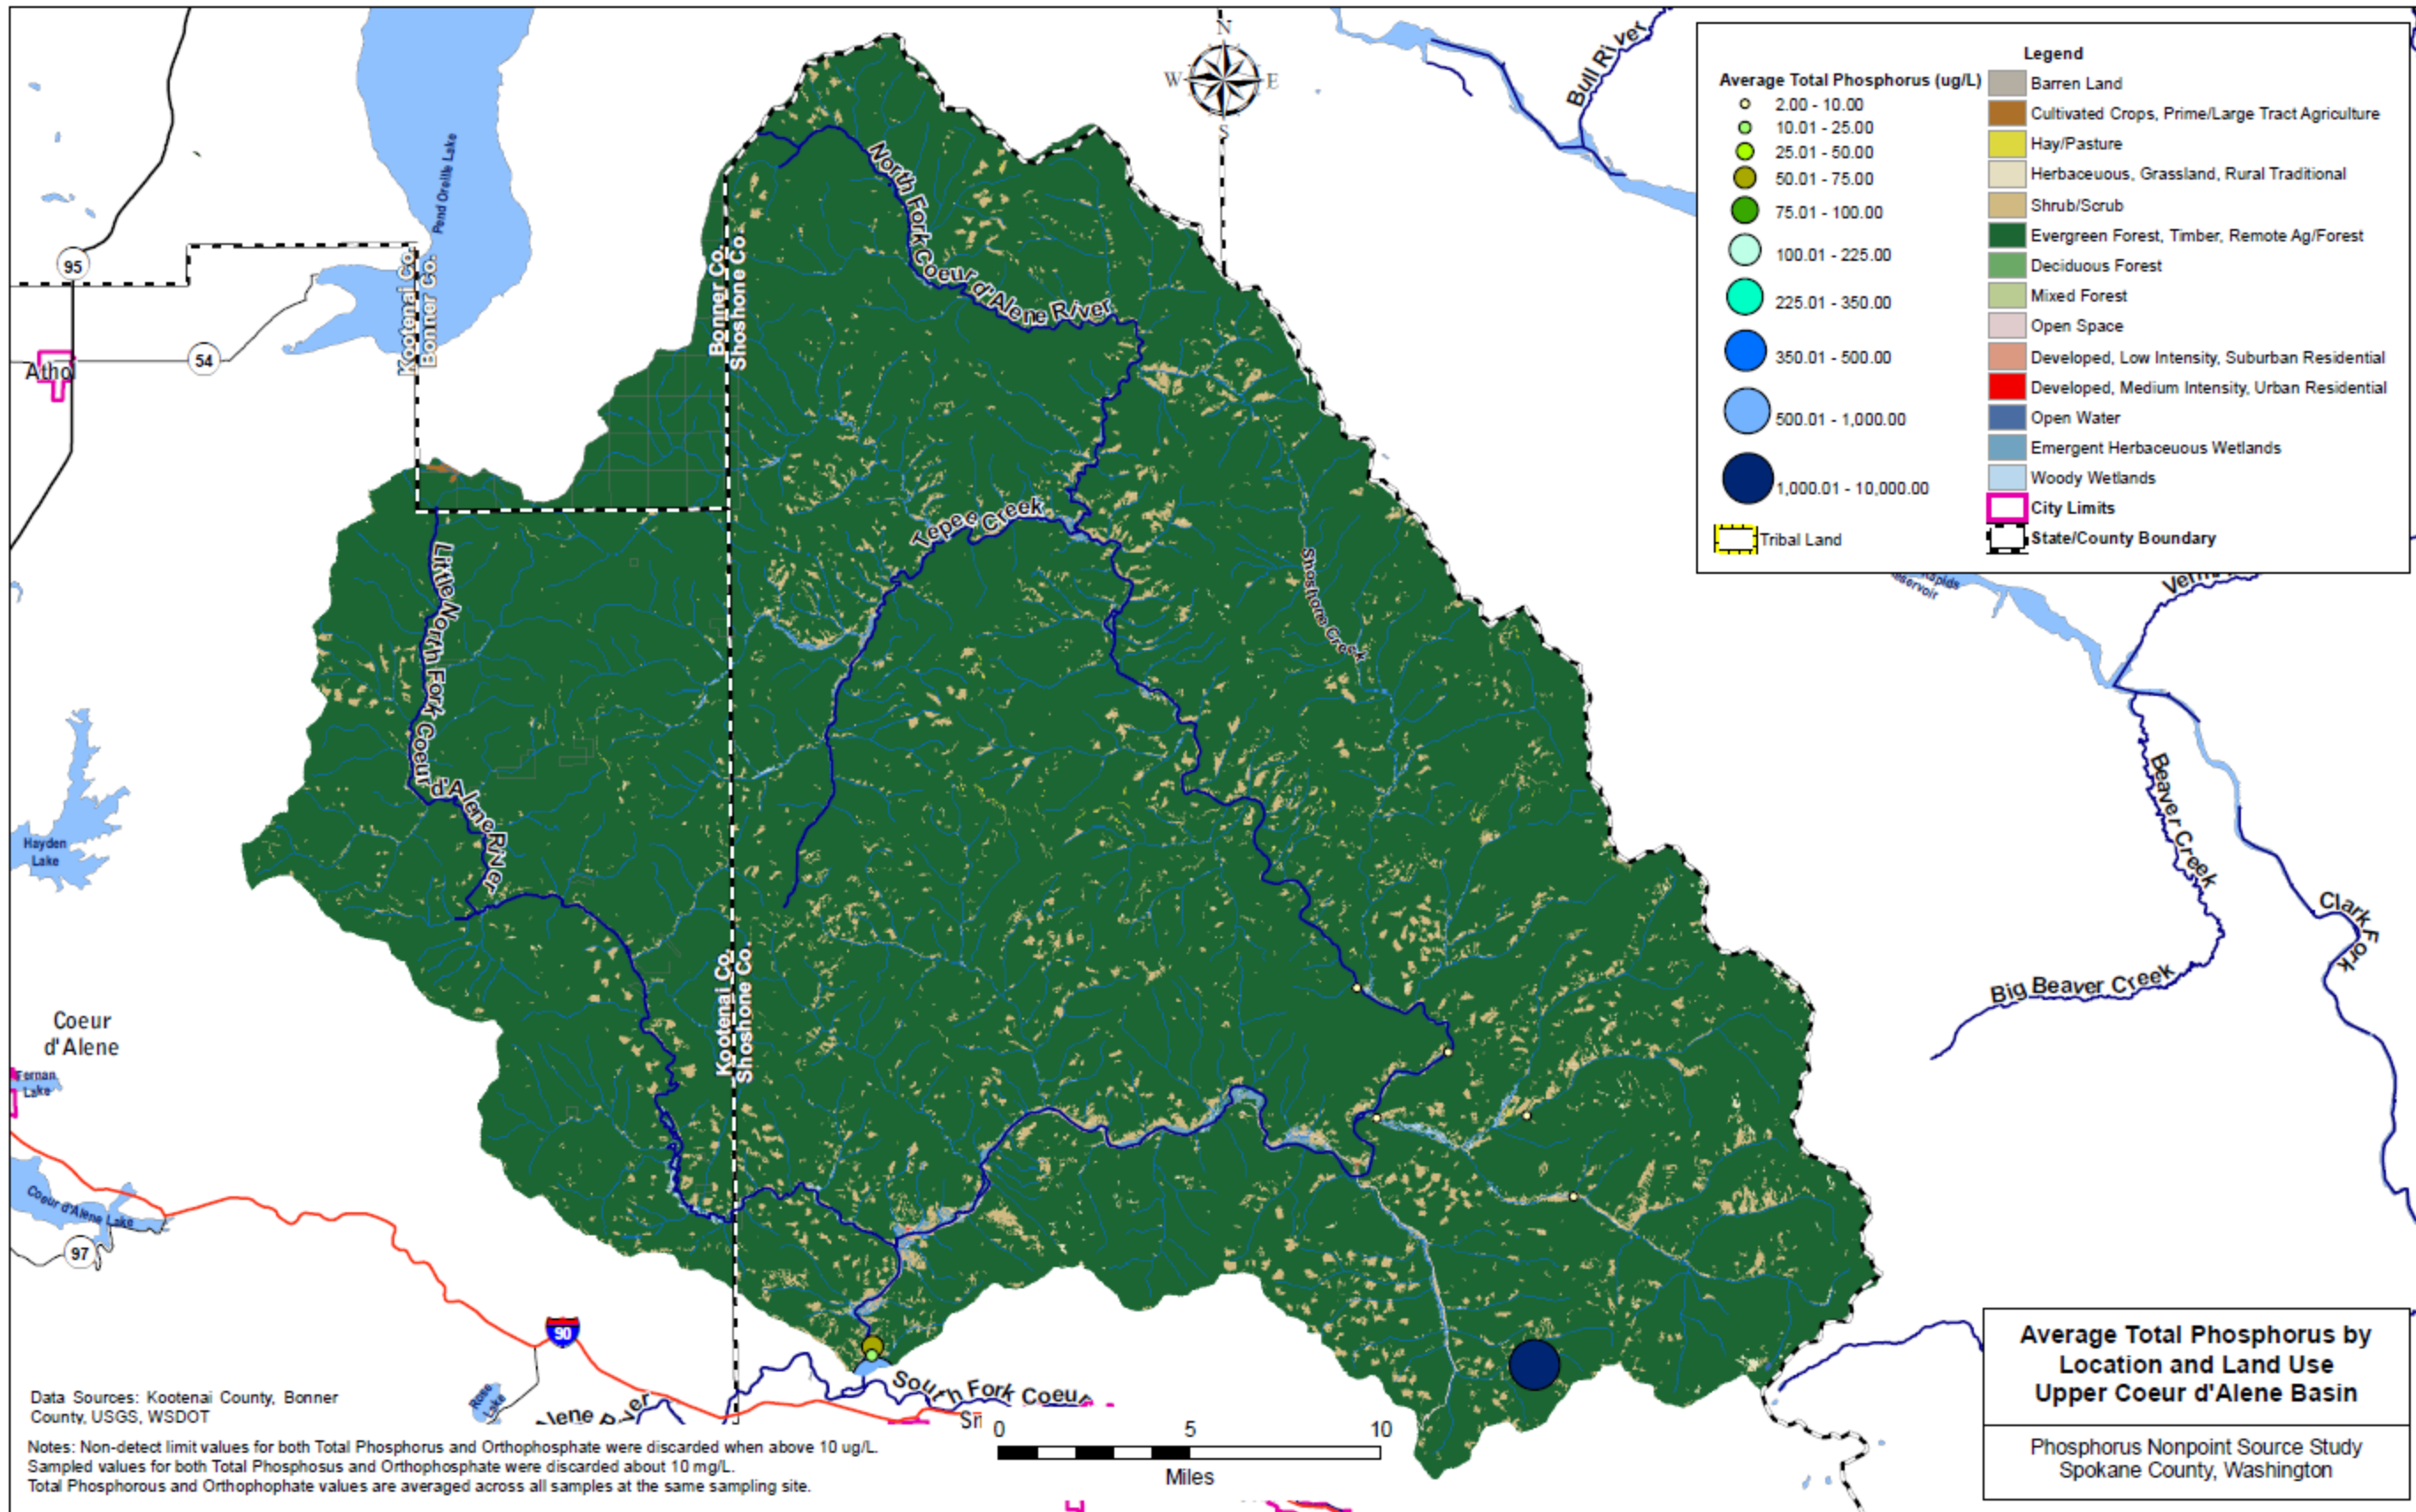 N
W
E
S
Bull River
Legend
Average Total Phosphorus (ug/L)
2.00 - 10.00
10.01 - 25.00
25.01 - 50.00
50.01 - 75.00
75.01 - 100.00
100.01 - 225.00
225.01 - 350.00
350.01 - 500.00
500.01 - 1,000.00
1,000.01 - 10,000.00
Tribal Land
Barren Land
Cultivated Crops, Prime/Large Tract Agriculture
Hay/Pasture
Herbaceuous, Grassland, Rural Traditional
Shrub/Scrub
Evergreen Forest, Timber, Remote Ag/Forest
Deciduous Forest
Mixed Forest
Open Space
Developed, Low Intensity, Suburban Residential
Developed, Medium Intensity, Urban Residential
Open Water
Emergent Herbaceuous Wetlands
Woody Wetlands
City Limits
State/County Boundary
Pend Oreille Lake
95
54
Athol
Kootenai Co.
Bonner Co.
Bonner Co.
Shoshone Co.
North Fork Coeur d'Alene River
Tepee Creek
Shoshone Creek
Little North Fork Coeur d'Alene River
Hayden
Lake
Beaver Creek
Clark Fork
Big Beaver Creek
Kootenai Co.
Shoshone Co.
Coeur
d'Alene
Fernan
Lake
Coeur d'Alene Lake
97
90
Rose
Lake
alene River
South Fork Coeur
0
5
10
Miles
Data Sources: Kootenai County, Bonner
County, USGS, WSDOT
Notes: Non-detect limit values for both Total Phosphorus and Orthophosphate were discarded when above 10 ug/L.
Sampled values for both Total Phosphosus and Orthophosphate were discarded about 10 mg/L.
Total Phosphorous and Orthophophate values are averaged across all samples at the same sampling site.
Average Total Phosphorus by
Location and Land Use
Upper Coeur d'Alene Basin
Phosphorus Nonpoint Source Study
Spokane County, Washington